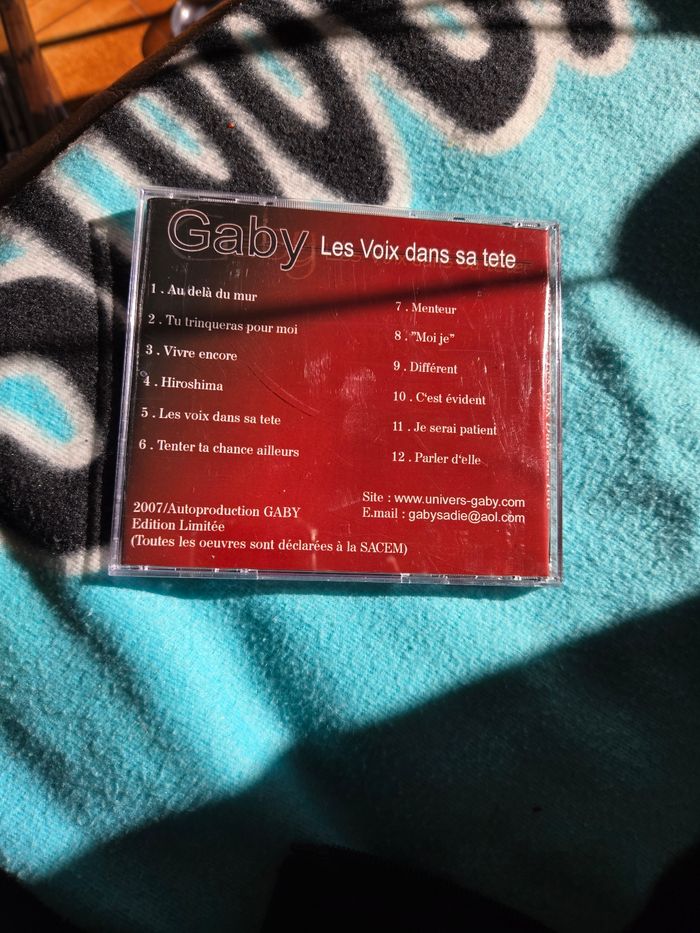 Gaby Les Voix dans sa tete
1 . Au delà du mur
2 . Tu trinqueras pour moi
3 . Vivre encore
4 . Hiroshima
5 . Les voix dans sa tete
6 . Tenter ta chance ailleurs
7 . Menteur
8 . "Moi je"
9 . Différent
10 . C'est évident
11 . Je serai patient
12 . Parler d'elle
2007/Autoproduction GABY
Edition Limitée
(Toutes les oeuvres sont déclarées à la SACEM)
Site : www.univers-gaby.com
E.mail : gabysadie@aol.com